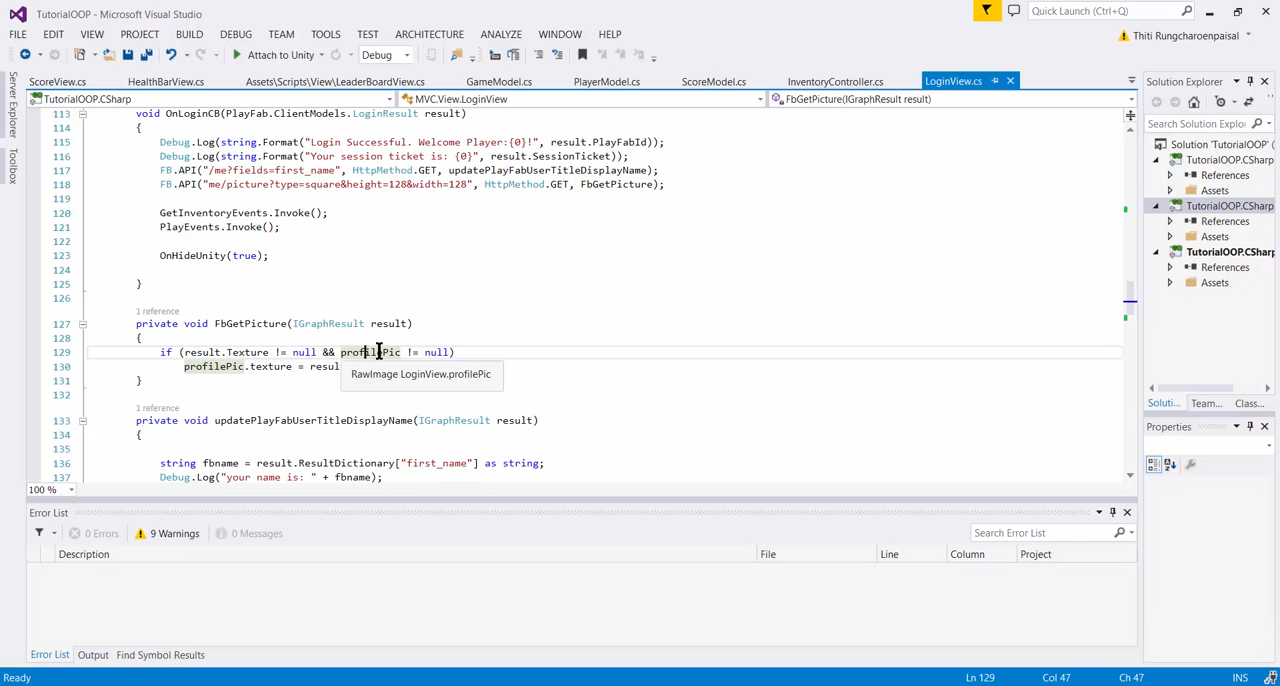 TutorialOOP - Microsoft Visual Studio
Quick Launch (Ctrl+Q)
FILE EDIT VIEW PROJECT BUILD DEBUG TEAM TOOLS TEST ARCHITECTURE ANALYZE WINDOW HELP
Thiti Rungcharoenpaisal
Attach to Unity Debug
Server Explorer
Toolbox
ScoreView.cs HealthBarView.cs Assets\Scripts\View\LeaderBoardView.cs GameModel.cs PlayerModel.cs ScoreModel.cs InventoryController.cs LoginView.cs
TutorialOOP.CSharp MVC.View.LoginView FbGetPicture(IGraphResult result)
113 void OnLoginCB(PlayFab.ClientModels.LoginResult result)
114 {
115 Debug.Log(string.Format("Login Successful. Welcome Player:{0}!", result.PlayFabId));
116 Debug.Log(string.Format("Your session ticket is: {0}", result.SessionTicket));
117 FB.API("/me?fields=first_name", HttpMethod.GET, updatePlayFabUserTitleDisplayName);
118 FB.API("me/picture?type=square&height=128&width=128", HttpMethod.GET, FbGetPicture);
119
120 GetInventoryEvents.Invoke();
121 PlayEvents.Invoke();
122
123 OnHideUnity(true);
124
125 }
126
1 reference
127 private void FbGetPicture(IGraphResult result)
128 {
129 if (result.Texture != null && profilePic != null)
130 profilePic.texture = resul
RawImage LoginView.profilePic
131 }
132
1 reference
133 private void updatePlayFabUserTitleDisplayName(IGraphResult result)
134 {
135
136 string fbname = result.ResultDictionary["first_name"] as string;
137 Debug.Log("your name is: " + fbname);
100 %
Solution Explorer
Search Solution Explo
Solution 'TutorialOOP' (
TutorialOOP.CSharp
References
Assets
TutorialOOP.CSharp
References
Assets
TutorialOOP.CSharp
References
Assets
Soluti... Team... Class...
Properties
Error List
0 Errors 9 Warnings 0 Messages
Search Error List
Description File Line Column Project
Error List Output Find Symbol Results
Ready Ln 129 Col 47 Ch 47 INS